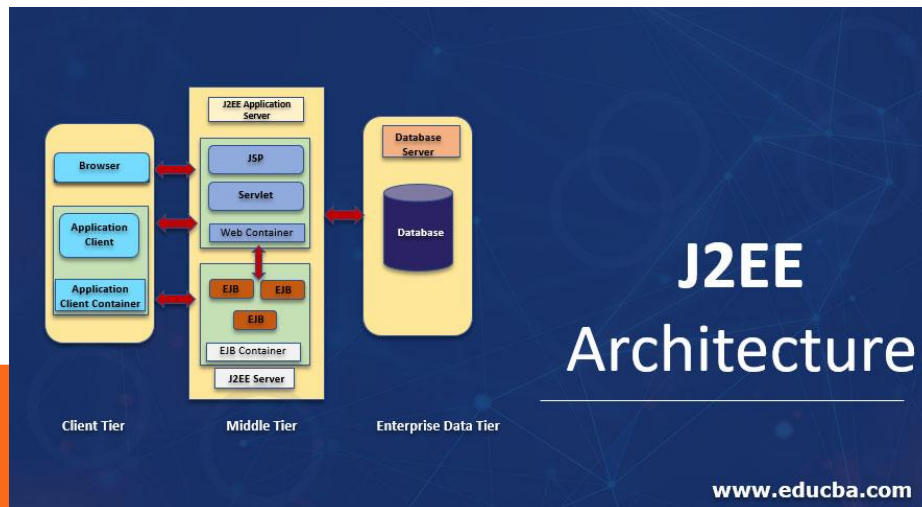 J2EE Application
Server
Database
Server
Browser
JSP
Servlet
Web Container
Application
Client
Application
Client Container
EJB
EJB
EJB
EJB Container
J2EE Server
Database
Client Tier
Middle Tier
Enterprise Data Tier
J2EE
Architecture
www.educba.com